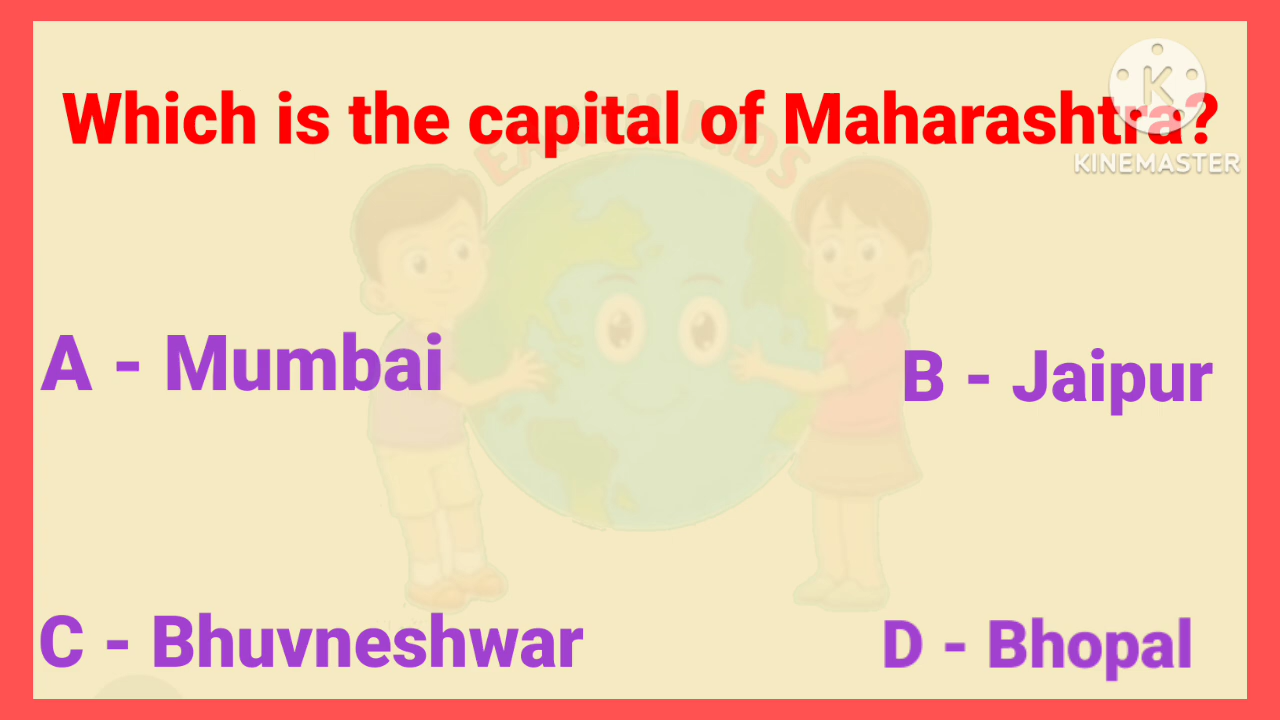 Which is the capital of Maharashtra?
K
KINEMASTER
A - Mumbai
B - Jaipur
C - Bhuvneshwar
D - Bhopal